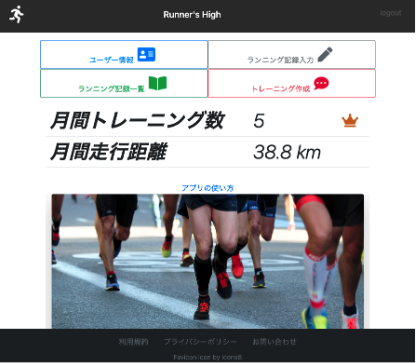 Runner's High
logout
ユーザー情報
ランニング記録入力
ランニング記録一覧
トレーニング作成
月間トレーニング数 5
月間走行距離 38.8 km
アプリの使い方
利用規約 プライバシーポリシー お問い合わせ
Favicon icon by Icons8